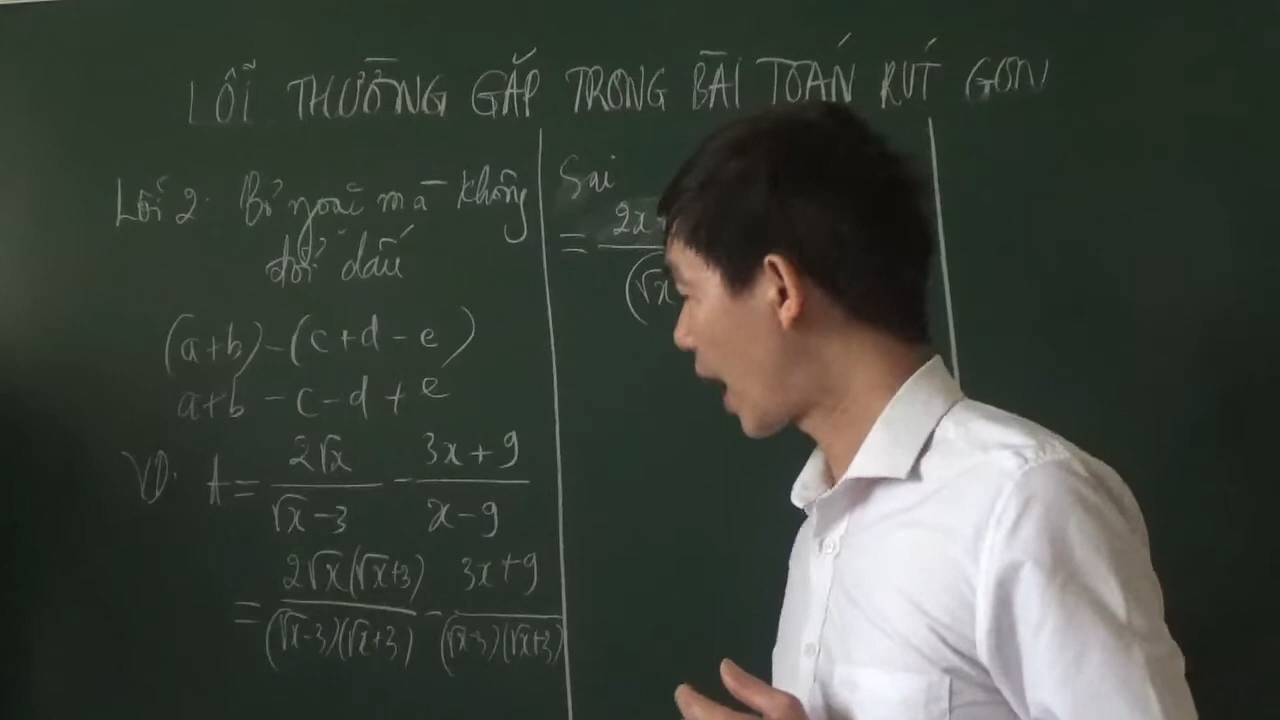 LỖI THƯỜNG GẶP TRONG BÀI TOÁN RÚT GỌN
Lỗi 2: Bỏ ngoặc mà không
đổi dấu
(a+b)-(c+d-e)
a+b-c-d+e
VD: A = 2√x/(√x-3) - (3x+9)/(x-9)
= 2√x(√x+3)/((√x-3)(√x+3)) - (3x+9)/((√x-3)(√x+3))
Sai
= 2x
(√x